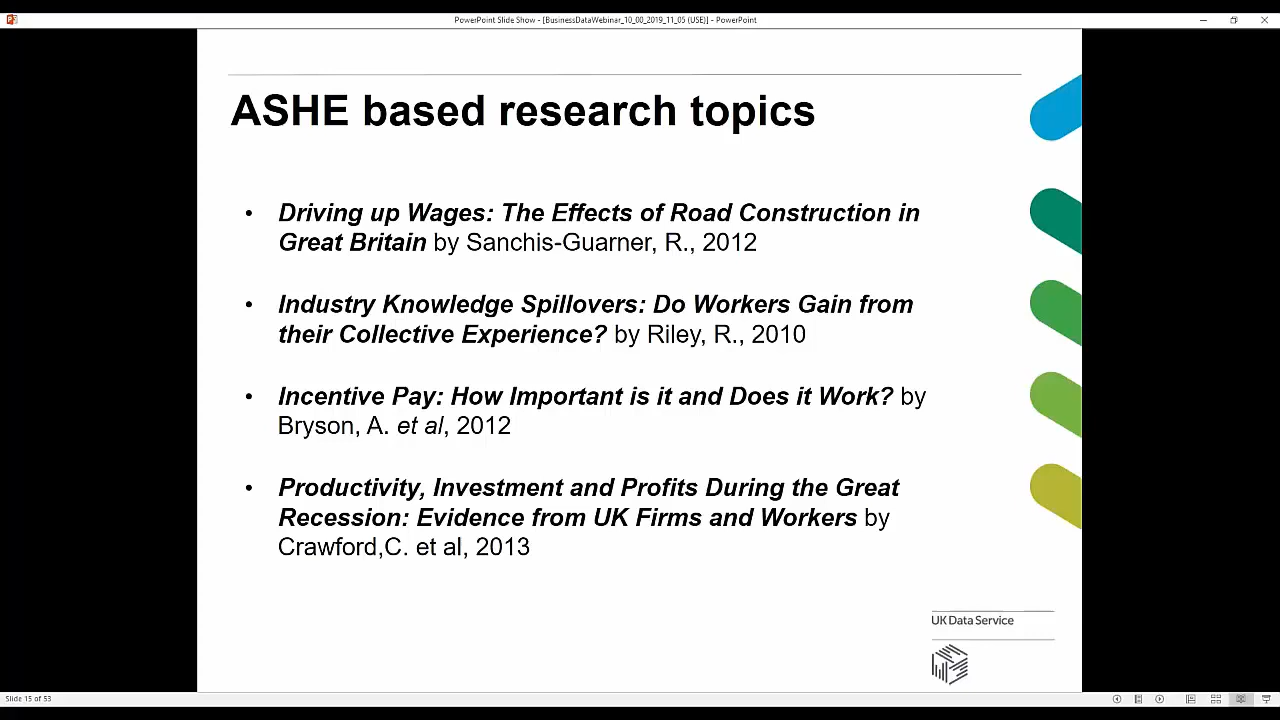 PowerPoint Slide Show - [BusinessDataWebinar_10_00_2019_11_05 (USE)] - PowerPoint
ASHE based research topics
• Driving up Wages: The Effects of Road Construction in
Great Britain by Sanchis-Guarner, R., 2012
• Industry Knowledge Spillovers: Do Workers Gain from
their Collective Experience? by Riley, R., 2010
• Incentive Pay: How Important is it and Does it Work? by
Bryson, A. et al, 2012
• Productivity, Investment and Profits During the Great
Recession: Evidence from UK Firms and Workers by
Crawford,C. et al, 2013
UK Data Service
Slide 15 of 53